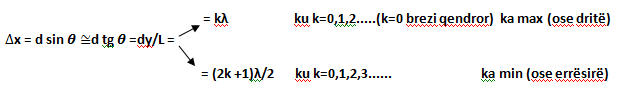 = kλ ku k=0,1,2.....(k=0 brezi qendror) ka max (ose dritë)
Δx = d sin θ ≅d tg θ =dy/L =
= (2k +1)λ/2 ku k=0,1,2,3...... ka min (ose errësirë)